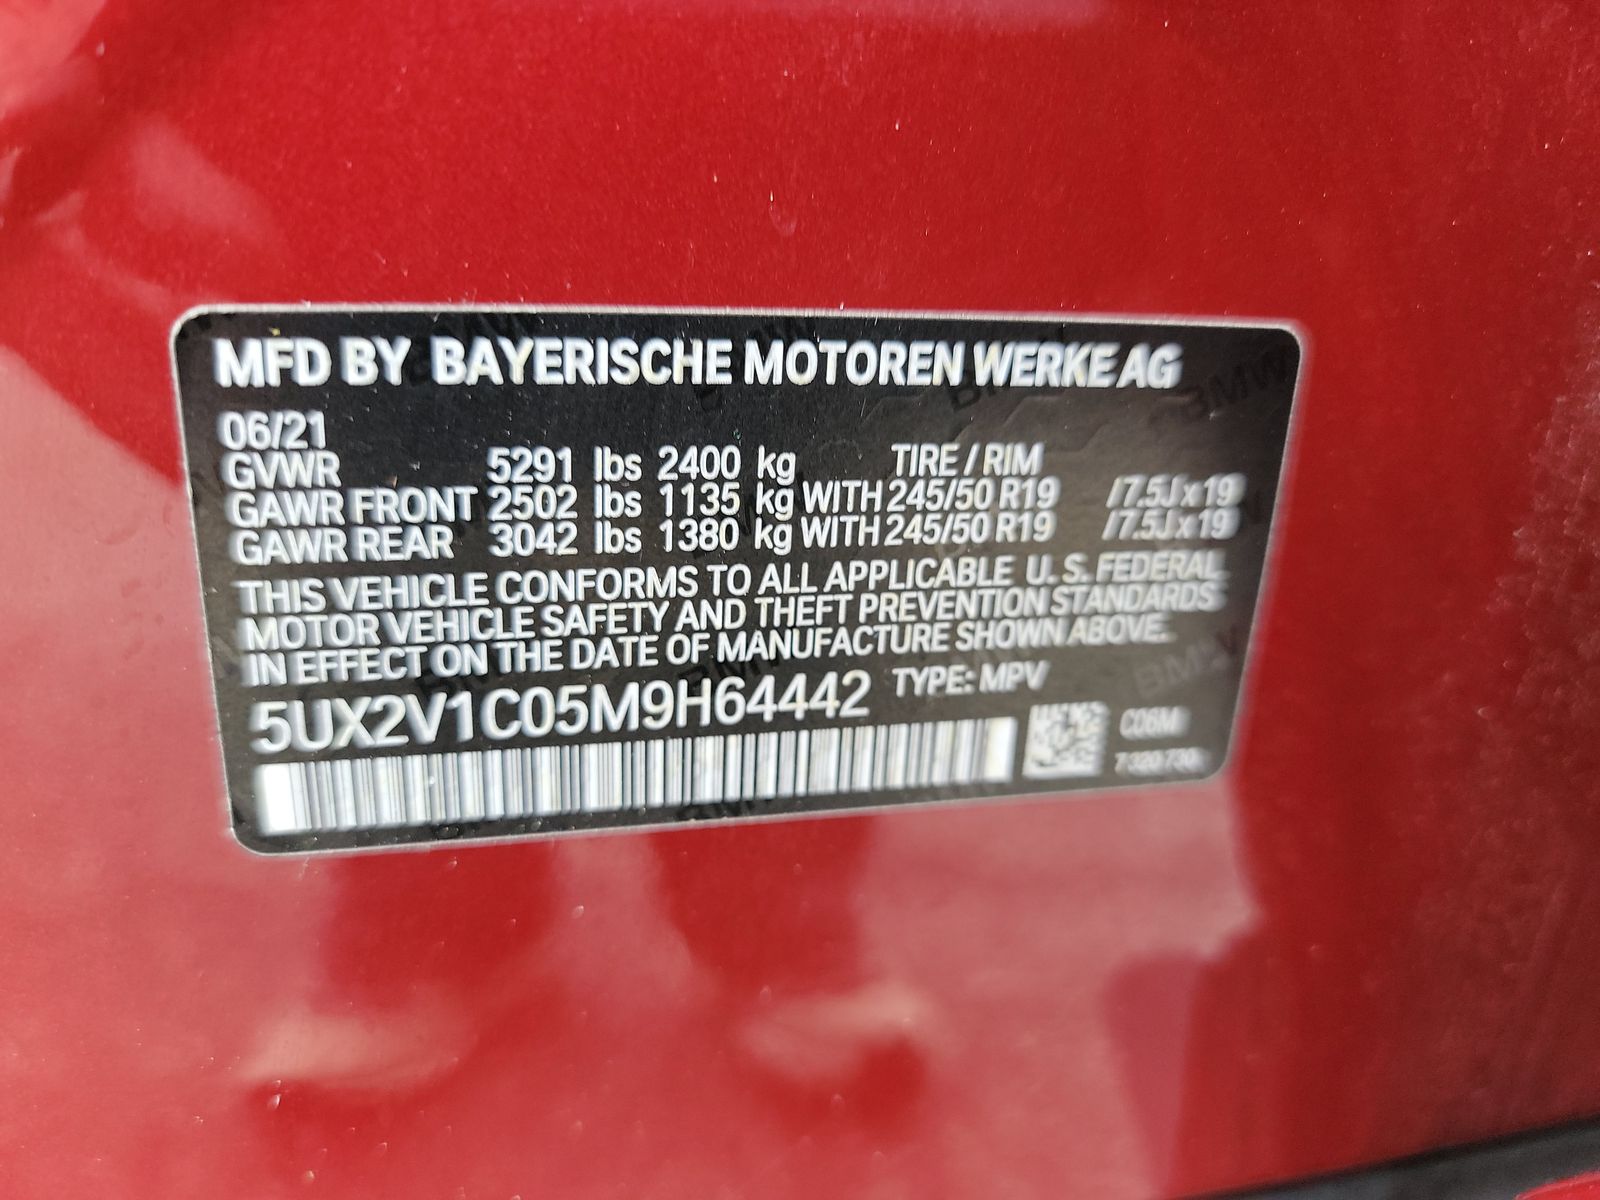 MFD BY BAYERISCHE MOTOREN WERKE AG
06/21
GVWR 5291 lbs 2400 kg TIRE / RIM
GAWR FRONT 2502 lbs 1135 kg WITH 245/50 R19 /7.5J x 19
GAWR REAR 3042 lbs 1380 kg WITH 245/50 R19 /7.5J x 19
THIS VEHICLE CONFORMS TO ALL APPLICABLE U. S. FEDERAL
MOTOR VEHICLE SAFETY AND THEFT PREVENTION STANDARDS
IN EFFECT ON THE DATE OF MANUFACTURE SHOWN ABOVE.
5UX2V1C05M9H64442 TYPE: MPV
C06M
7 320 730